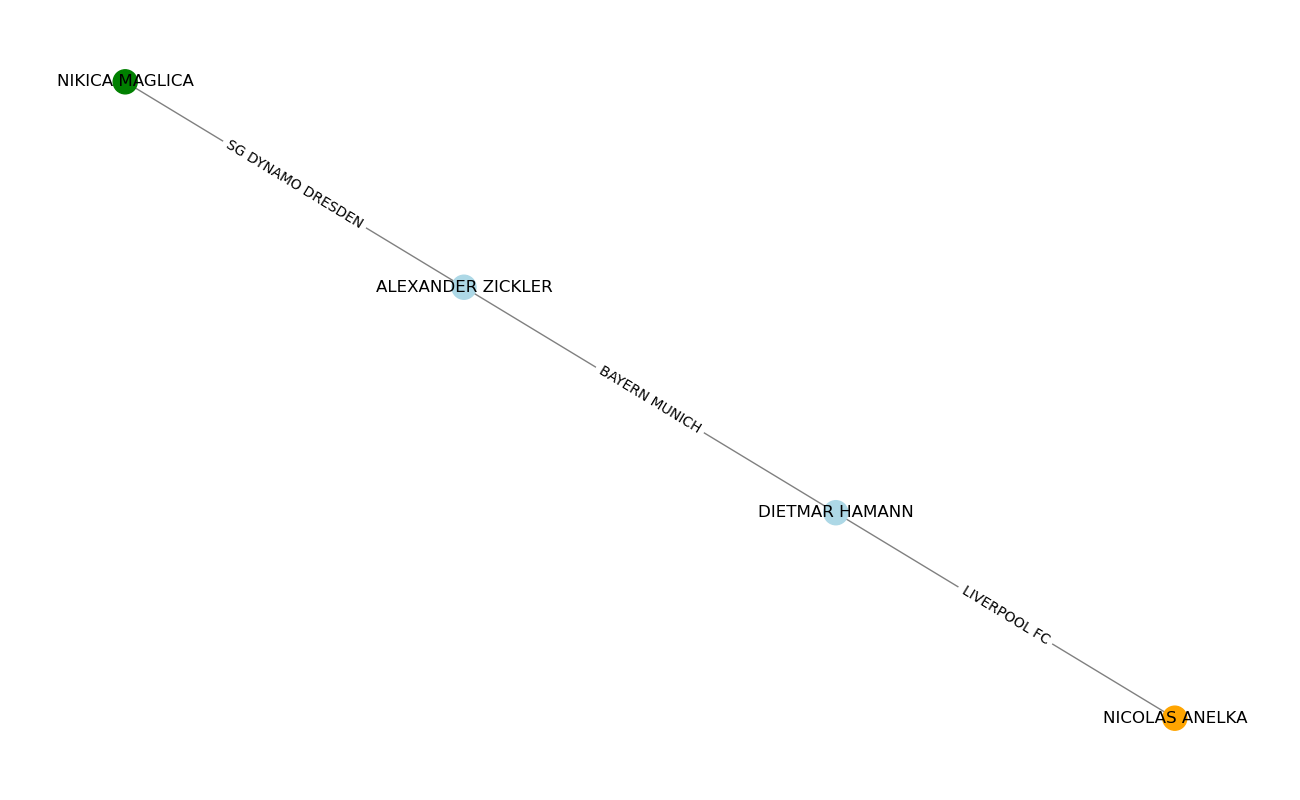 NIKICA MAGLICA
SG DYNAMO DRESDEN
ALEXANDER ZICKLER
BAYERN MUNICH
DIETMAR HAMANN
LIVERPOOL FC
NICOLAS ANELKA